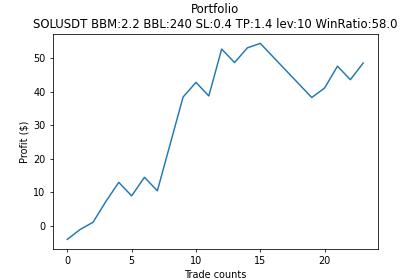 Portfolio
SOLUSDT BBM:2.2 BBL:240 SL:0.4 TP:1.4 lev:10 WinRatio:58.0
50
40
30
20
10
0
Profit ($)
0 5 10 15 20
Trade counts